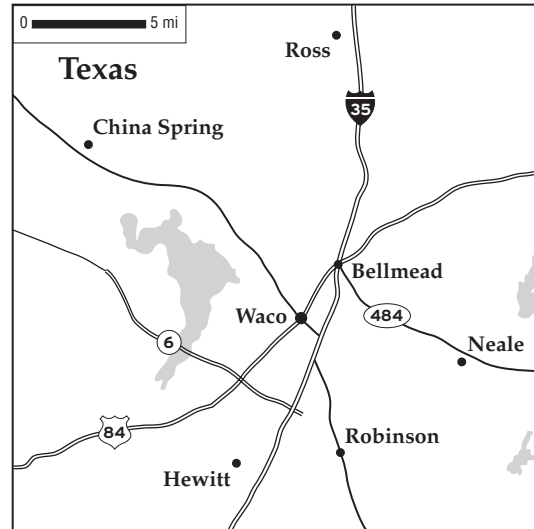 0 5 mi
Texas
Ross
35
China Spring
Bellmead
Waco
484
6
Neale
84
Robinson
Hewitt